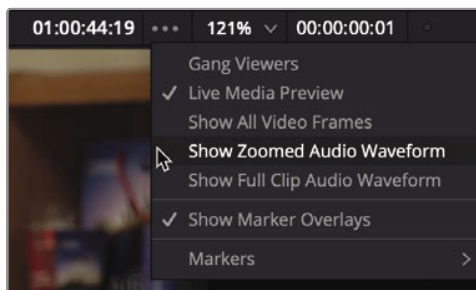 01:00:44:19 ••• 121% 00:00:00:01
Gang Viewers
✓ Live Media Preview
Show All Video Frames
Show Zoomed Audio Waveform
Show Full Clip Audio Waveform
✓ Show Marker Overlays
Markers >